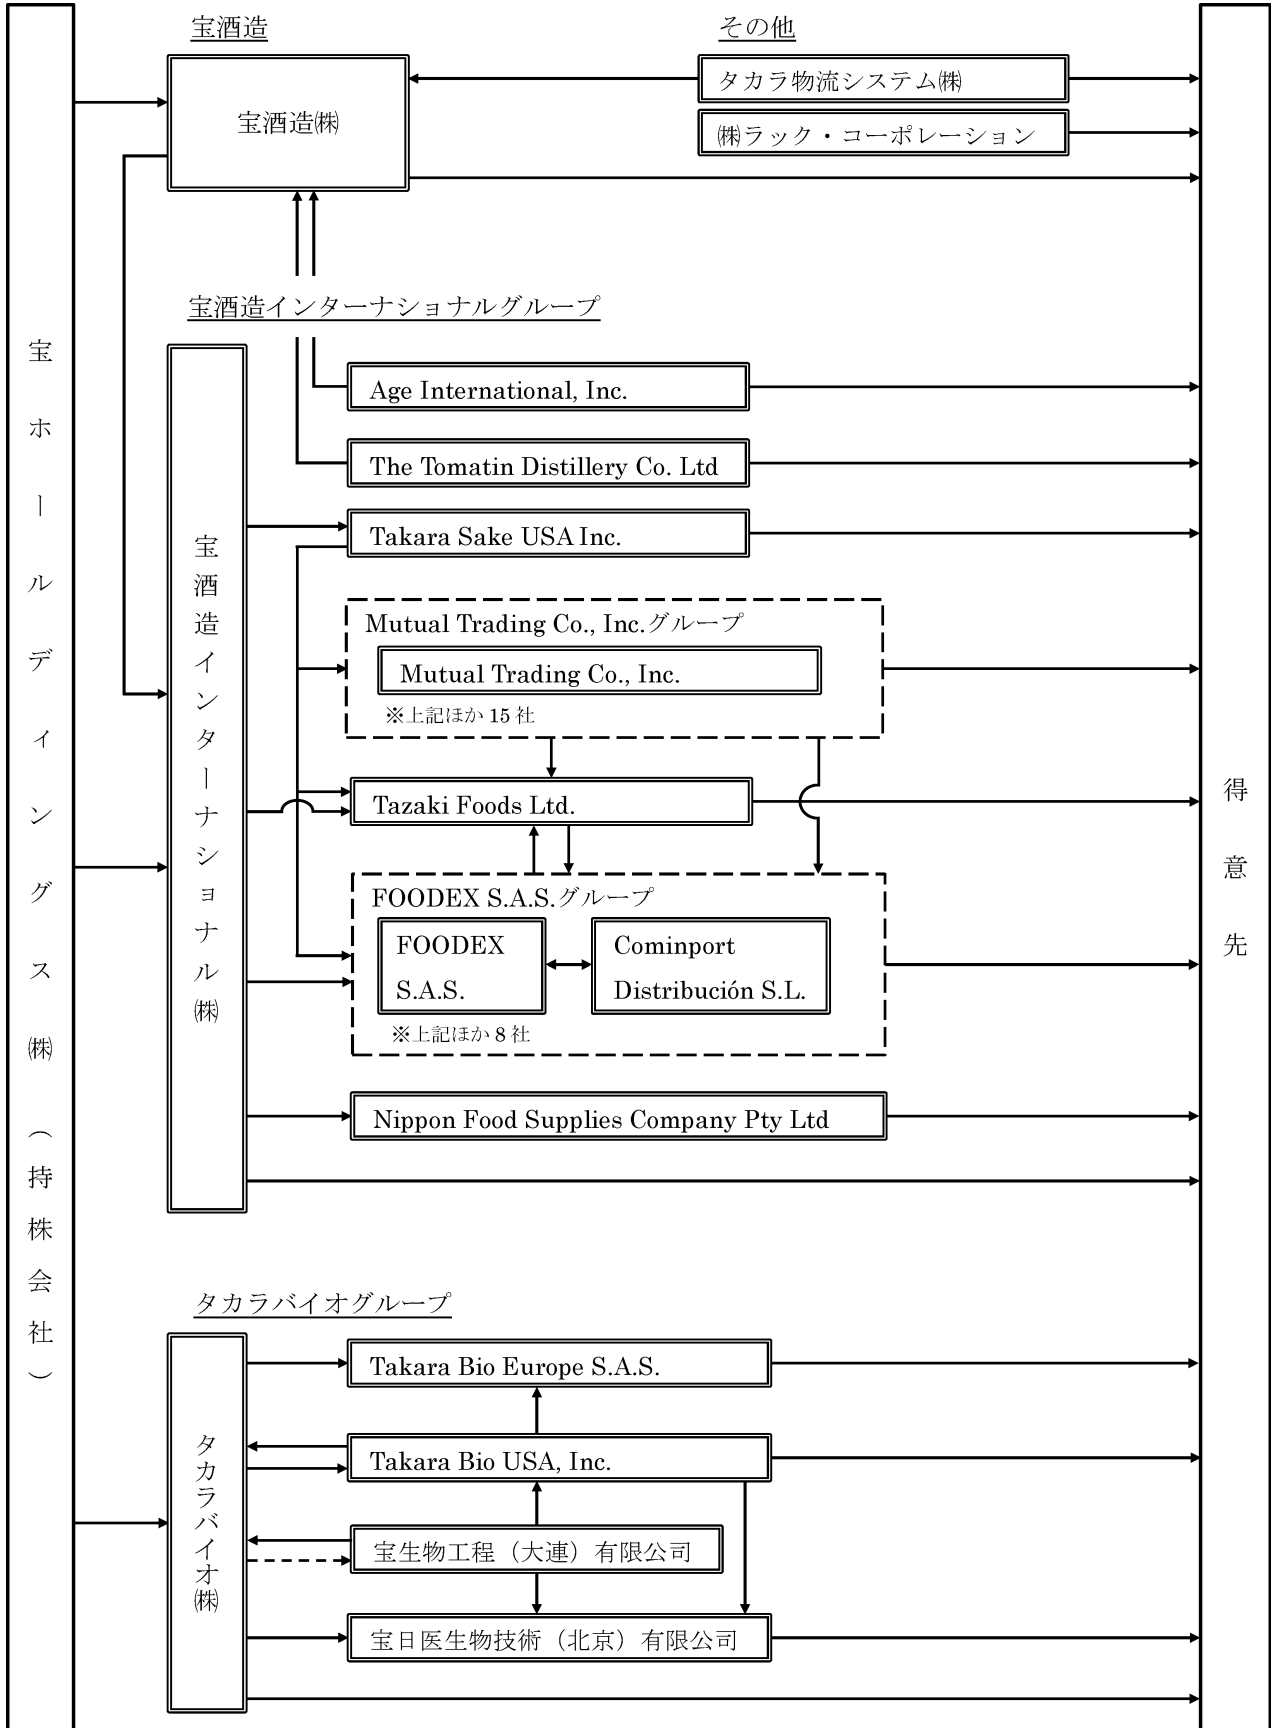 宝酒造
その他
宝酒造㈱
タカラ物流システム㈱
㈱ラック・コーポレーション
宝ホールディングス㈱（持株会社）
得意先
宝酒造インターナショナルグループ
宝酒造インターナショナル㈱
Age International, Inc.
The Tomatin Distillery Co. Ltd
Takara Sake USA Inc.
Mutual Trading Co., Inc.グループ
Mutual Trading Co., Inc.
※上記ほか 15 社
Tazaki Foods Ltd.
FOODEX S.A.S.グループ
FOODEX
S.A.S.
Cominport
Distribución S.L.
※上記ほか 8 社
Nippon Food Supplies Company Pty Ltd
タカラバイオグループ
タカラバイオ㈱
Takara Bio Europe S.A.S.
Takara Bio USA, Inc.
宝生物工程（大連）有限公司
宝日医生物技術（北京）有限公司